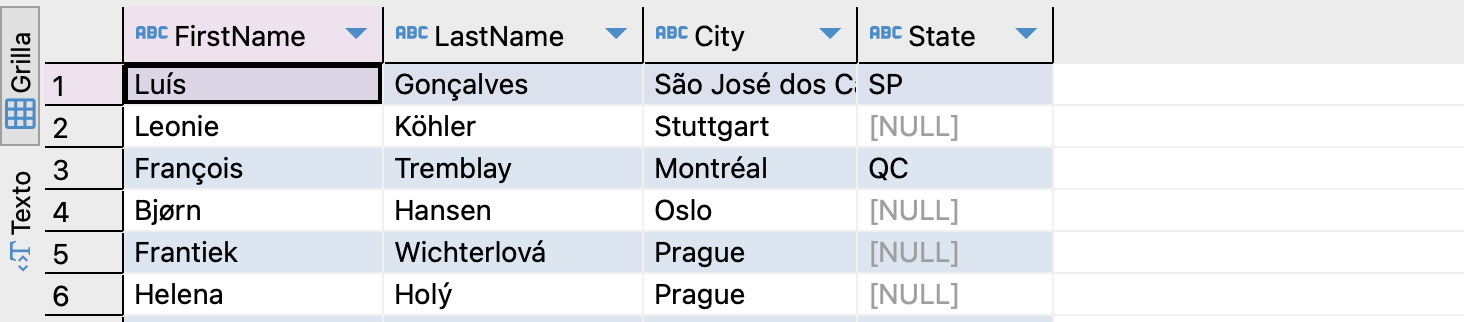 Grilla
Texto
ABC FirstName ABC LastName ABC City ABC State
1 Luís Gonçalves São José dos Ca SP
2 Leonie Köhler Stuttgart [NULL]
3 François Tremblay Montréal QC
4 Bjørn Hansen Oslo [NULL]
5 Frantiek Wichterlová Prague [NULL]
6 Helena Holý Prague [NULL]